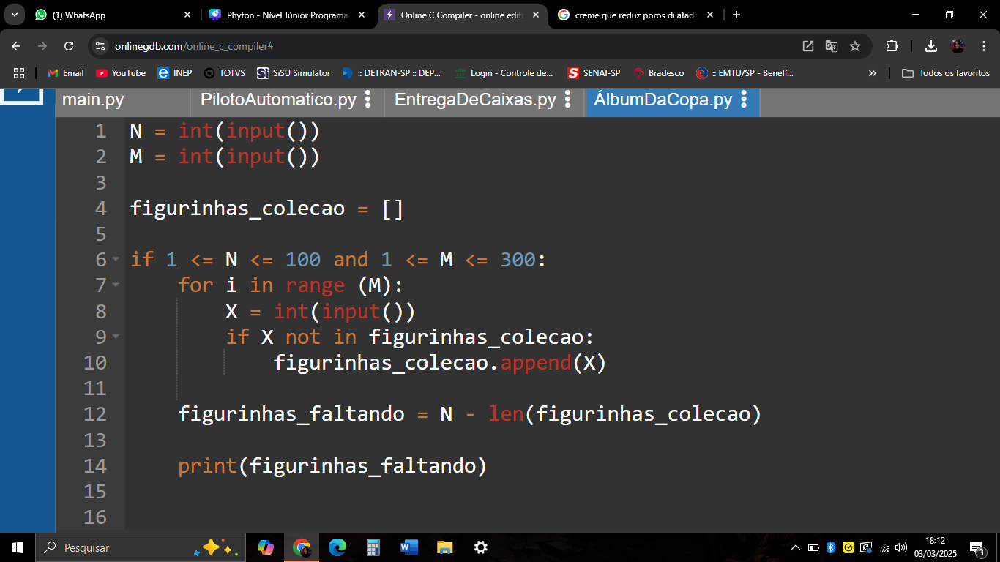 (1) WhatsApp
Phyton - Nível Júnior Programa
Online C Compiler - online edit
creme que reduz poros dilatado
onlinegdb.com/online_c_compiler#
Email
YouTube
INEP
TOTVS
SiSU Simulator
:: DETRAN-SP :: DEP...
Login - Controle de...
SENAI-SP
Bradesco
:: EMTU/SP - Benefí...
Todos os favoritos
main.py
PilotoAutomatico.py
EntregaDeCaixas.py
ÁlbumDaCopa.py
1 N = int(input())
2 M = int(input())
3
4 figurinhas_colecao = []
5
6 if 1 <= N <= 100 and 1 <= M <= 300:
7 for i in range (M):
8 X = int(input())
9 if X not in figurinhas_colecao:
10 figurinhas_colecao.append(X)
11
12 figurinhas_faltando = N - len(figurinhas_colecao)
13
14 print(figurinhas_faltando)
15
16
Pesquisar
18:12
03/03/2025
3